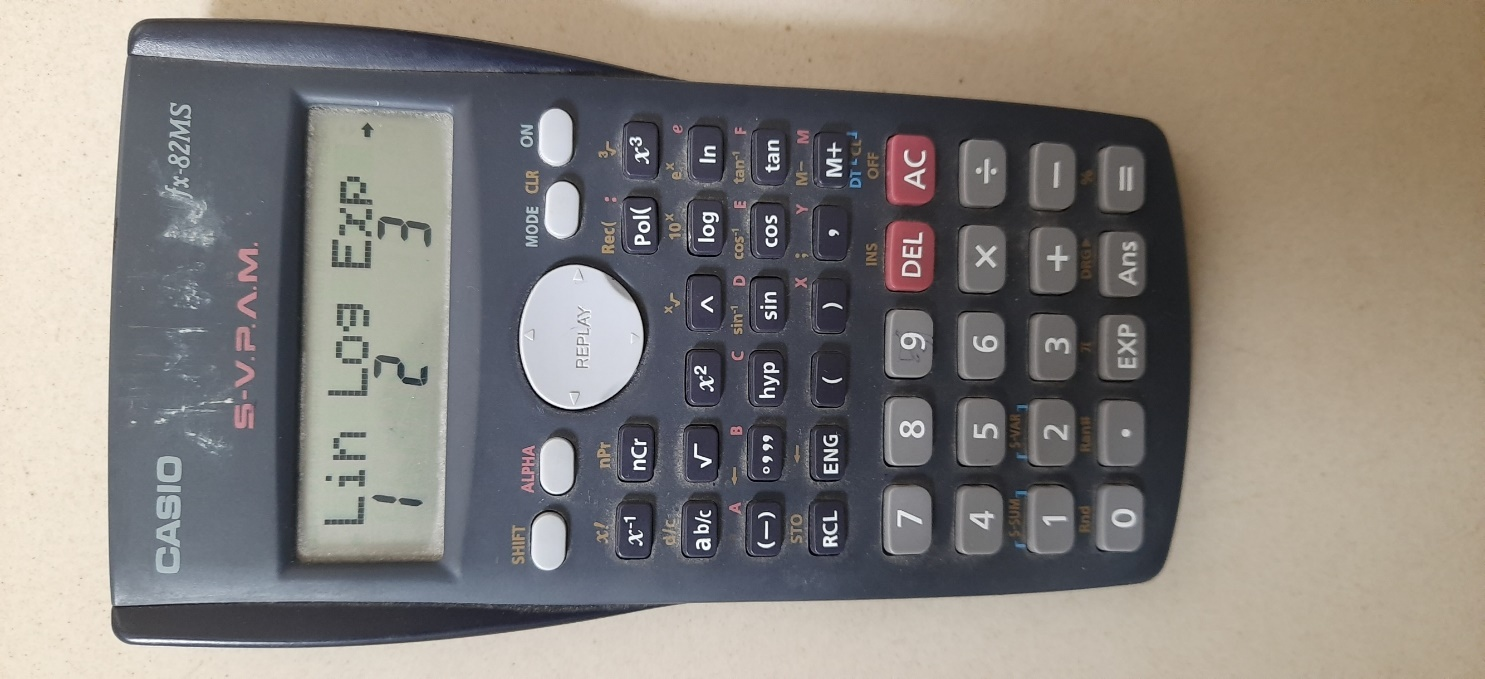 CASIO fx-82MS
S-V.P.A.M.
Lin Log Exp →
1 2 3
SHIFT ALPHA MODE CLR ON
REPLAY
x! nPr Rec( : ³√
x⁻¹ nCr Pol( x³
d/c ˣ√ 10ˣ eˣ e
ab/c √ x² ^ log ln
A ← B C sin⁻¹ D cos⁻¹ E tan⁻¹ F
(−) °,,, hyp sin cos tan
STO ← X ; Y M− M
RCL ENG ( ) , M+
DT CL
INS OFF
7 8 9 DEL AC
4 5 6 × ÷
S-SUM S-VAR
1 2 3 + −
Rnd Ran# π DRG▶ %
0 . EXP Ans =